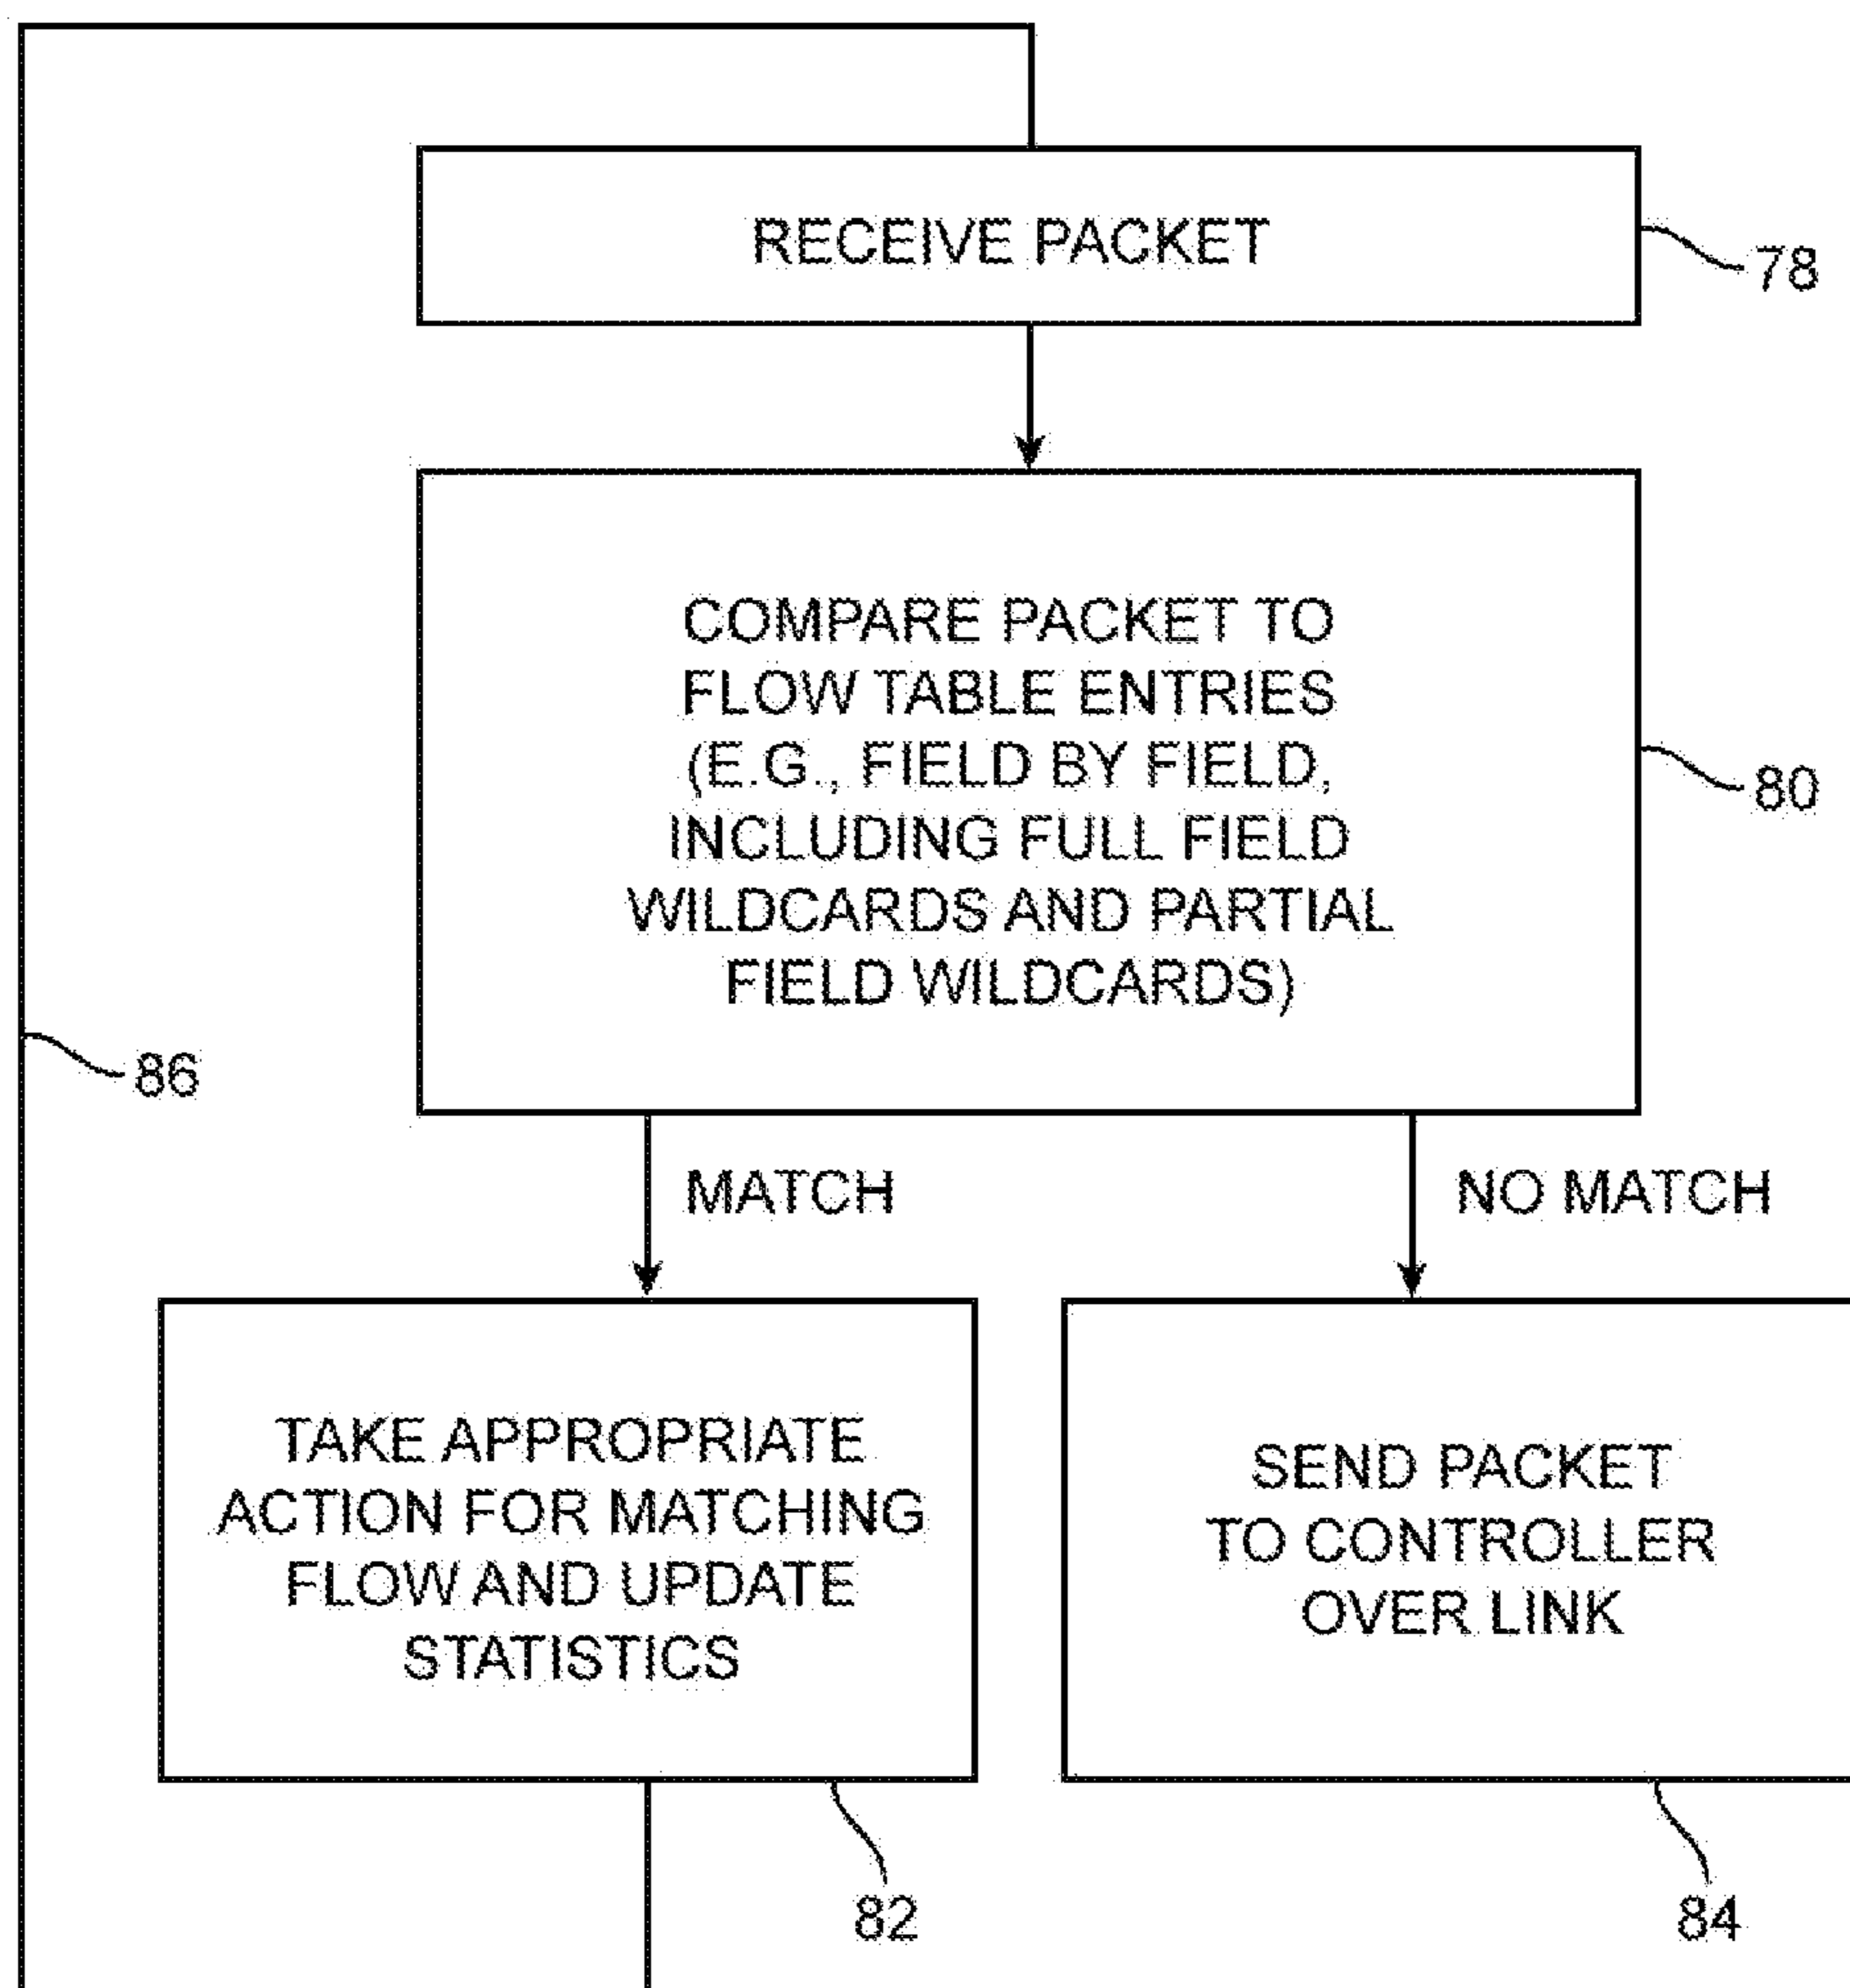 RECEIVE PACKET
78
COMPARE PACKET TO
FLOW TABLE ENTRIES
(E.G., FIELD BY FIELD,
INCLUDING FULL FIELD
WILDCARDS AND PARTIAL
FIELD WILDCARDS)
80
86
MATCH
NO MATCH
TAKE APPROPRIATE
ACTION FOR MATCHING
FLOW AND UPDATE
STATISTICS
SEND PACKET
TO CONTROLLER
OVER LINK
82
84